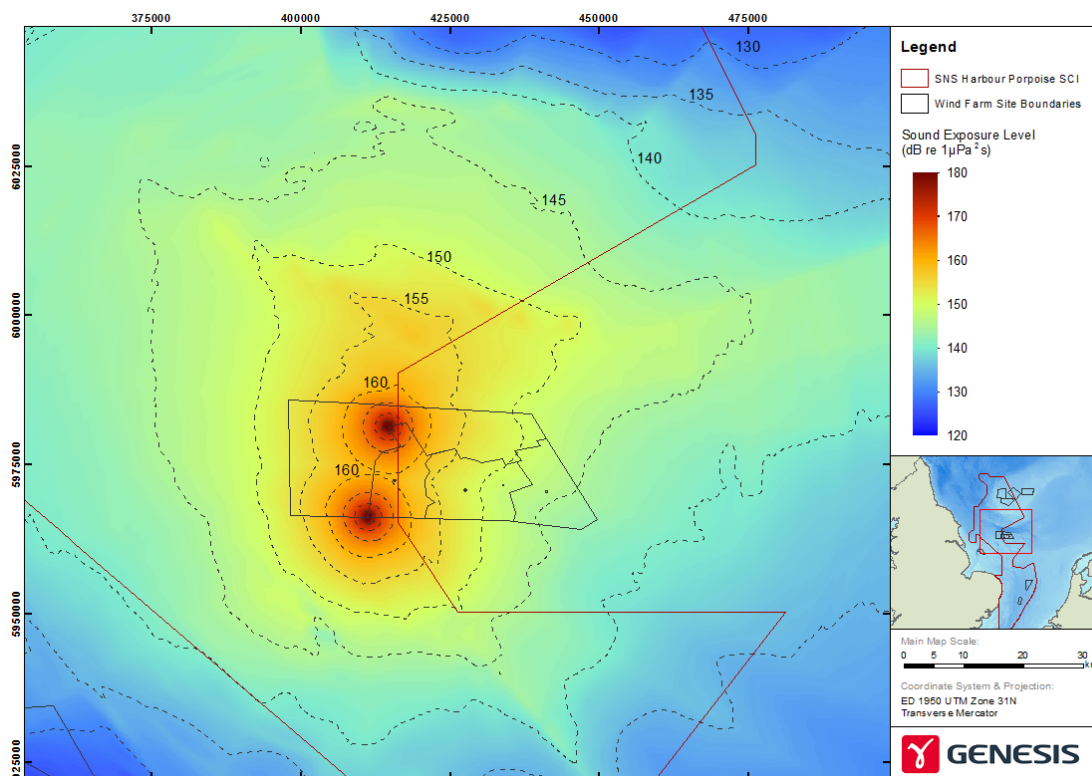 375000 400000 425000 450000 475000
6025000
6000000
5975000
5950000
5925000
130
135
140
145
150
155
160
160
Legend
SNS Harbour Porpoise SCI
Wind Farm Site Boundaries
Sound Exposure Level
(dB re 1µPa²s)
180
170
160
150
140
130
120
Main Map Scale:
0 5 10 20 30
km
Coordinate System & Projection:
ED 1950 UTM Zone 31N
Transverse Mercator
GENESIS